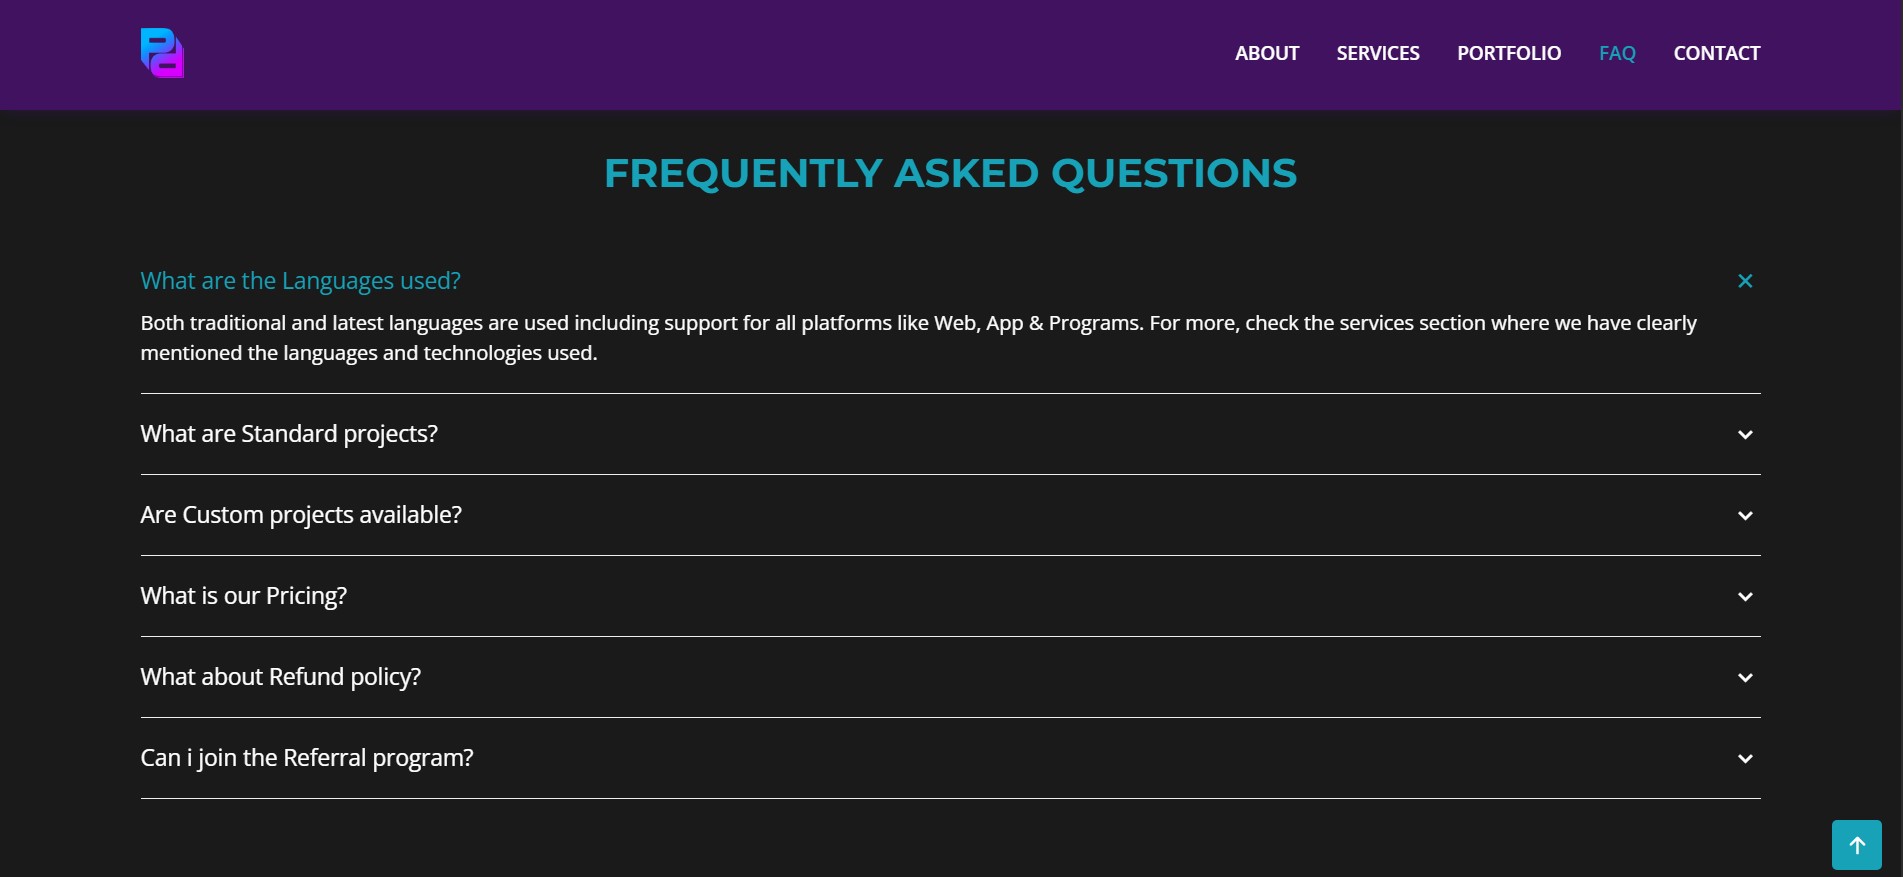 Pd
ABOUT SERVICES PORTFOLIO FAQ CONTACT
FREQUENTLY ASKED QUESTIONS
What are the Languages used?
Both traditional and latest languages are used including support for all platforms like Web, App & Programs. For more, check the services section where we have clearly
mentioned the languages and technologies used.
What are Standard projects?
Are Custom projects available?
What is our Pricing?
What about Refund policy?
Can i join the Referral program?